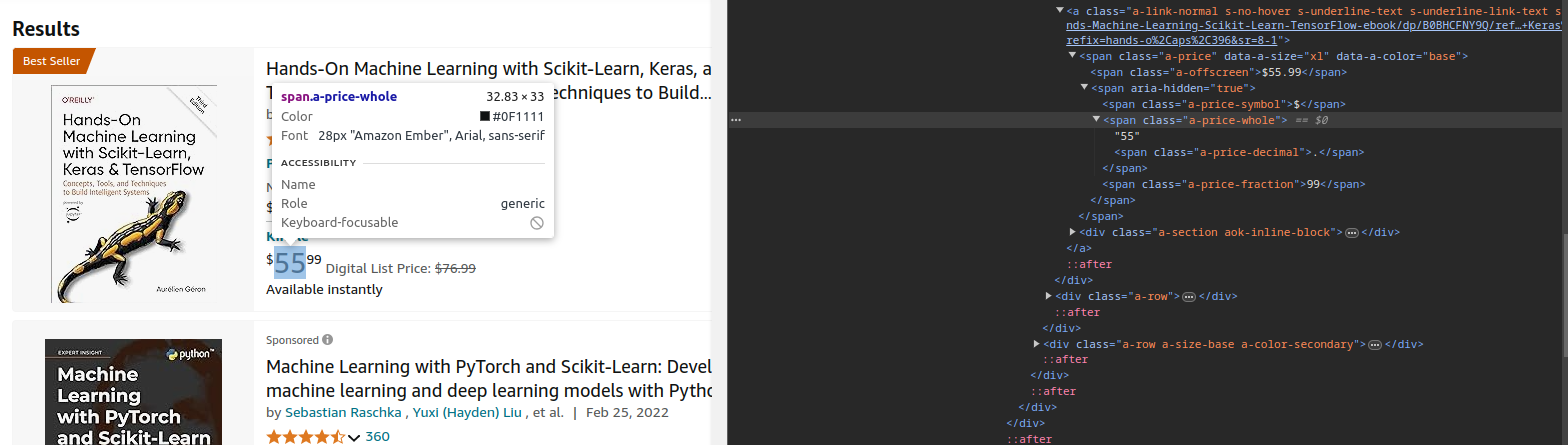 Results
Best Seller
O'REILLY®
Third Edition
Hands-On
Machine Learning
with Scikit-Learn,
Keras & TensorFlow
Concepts, Tools, and Techniques
to Build Intelligent Systems
powered by
jupyter
Aurélien Géron
Hands-On Machine Learning with Scikit-Learn, Keras, a
T
echniques to Build...
b
span.a-price-whole 32.83 × 33
Color #0F1111
Font 28px "Amazon Ember", Arial, sans-serif
ACCESSIBILITY
Name
Role generic
Keyboard-focusable
$
$5599 Digital List Price: $76.99
Available instantly
EXPERT INSIGHT
python™
Machine
Learning
with PyTorch
and Scikit-Learn
Sponsored
Machine Learning with PyTorch and Scikit-Learn: Devel
machine learning and deep learning models with Pytho
by Sebastian Raschka , Yuxi (Hayden) Liu , et al. | Feb 25, 2022
360
<a class="a-link-normal s-no-hover s-underline-text s-underline-link-text s
nds-Machine-Learning-Scikit-Learn-TensorFlow-ebook/dp/B0BHCFNY9Q/ref…+Keras%
refix=hands-o%2Caps%2C396&sr=8-1">
<span class="a-price" data-a-size="xl" data-a-color="base">
<span class="a-offscreen">$55.99</span>
<span aria-hidden="true">
<span class="a-price-symbol">$</span>
<span class="a-price-whole"> == $0
"55"
<span class="a-price-decimal">.</span>
</span>
<span class="a-price-fraction">99</span>
</span>
</span>
<div class="a-section aok-inline-block">…</div>
</a>
::after
</div>
<div class="a-row">…</div>
::after
</div>
<div class="a-row a-size-base a-color-secondary">…</div>
::after
</div>
::after
</div>
</div>
::after